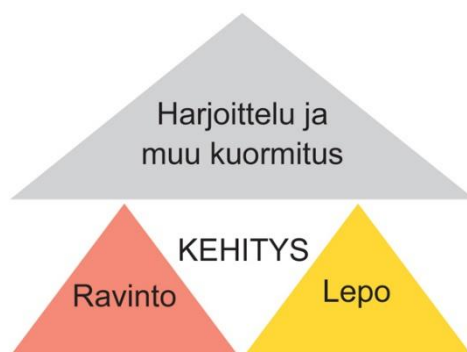 Harjoittelu ja
muu kuormitus
KEHITYS
Ravinto
Lepo